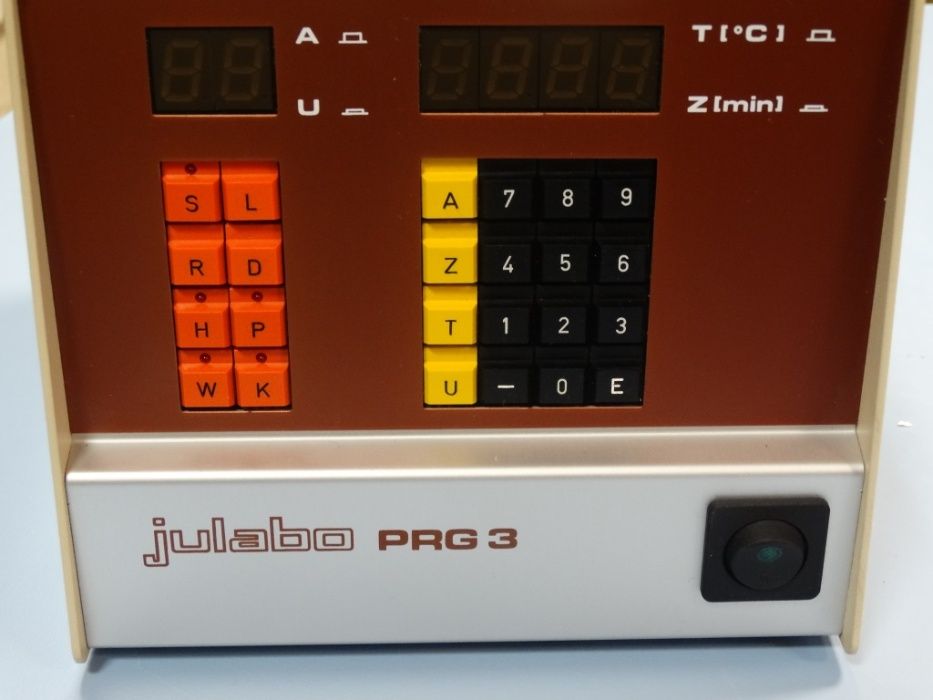 A T[°C]
U Z[min]
S L A 7 8 9
R D Z 4 5 6
H P T 1 2 3
W K U – 0 E
julabo PRG 3